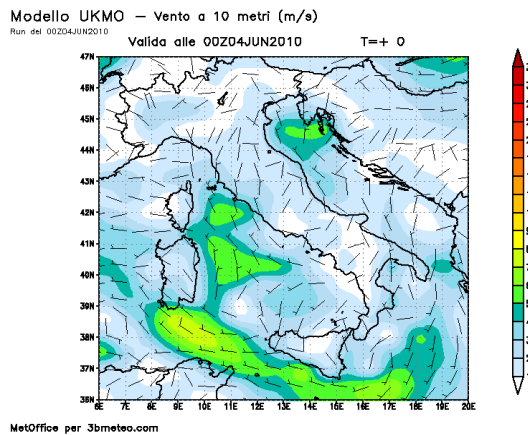 Modello UKMO – Vento a 10 metri (m/s)
Run del 00Z04JUN2010
Valida alle 00Z04JUN2010 T=+ 0
47N
46N
45N
44N
43N
42N
41N
40N
39N
38N
37N
36N
6E 7E 8E 9E 10E 11E 12E 13E 14E 15E 16E 17E 18E 19E 20E
MetOffice per 3bmeteo.com